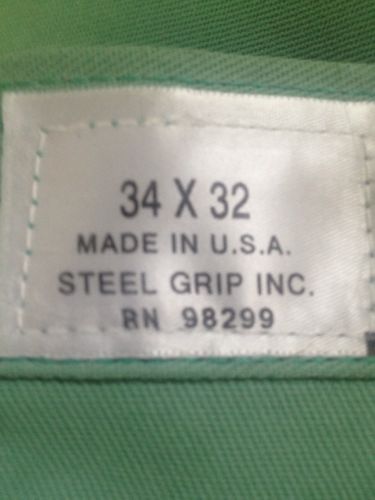 34 X 32
MADE IN U.S.A.
STEEL GRIP INC.
RN 98299